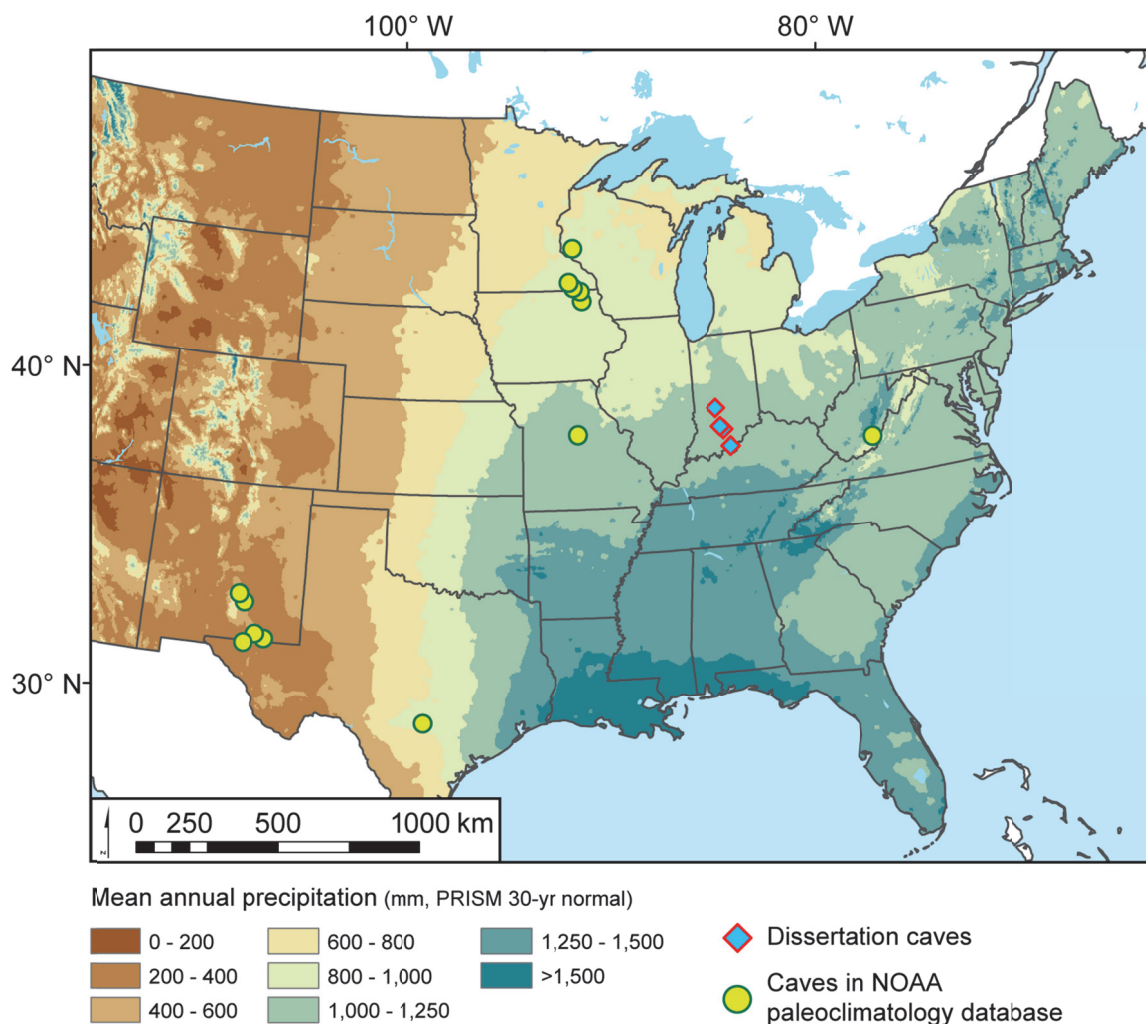 100° W
80° W
40° N
30° N
0 250 500 1000 km
N
Mean annual precipitation (mm, PRISM 30-yr normal)
0 - 200
200 - 400
400 - 600
600 - 800
800 - 1,000
1,000 - 1,250
1,250 - 1,500
>1,500
Dissertation caves
Caves in NOAA
paleoclimatology database